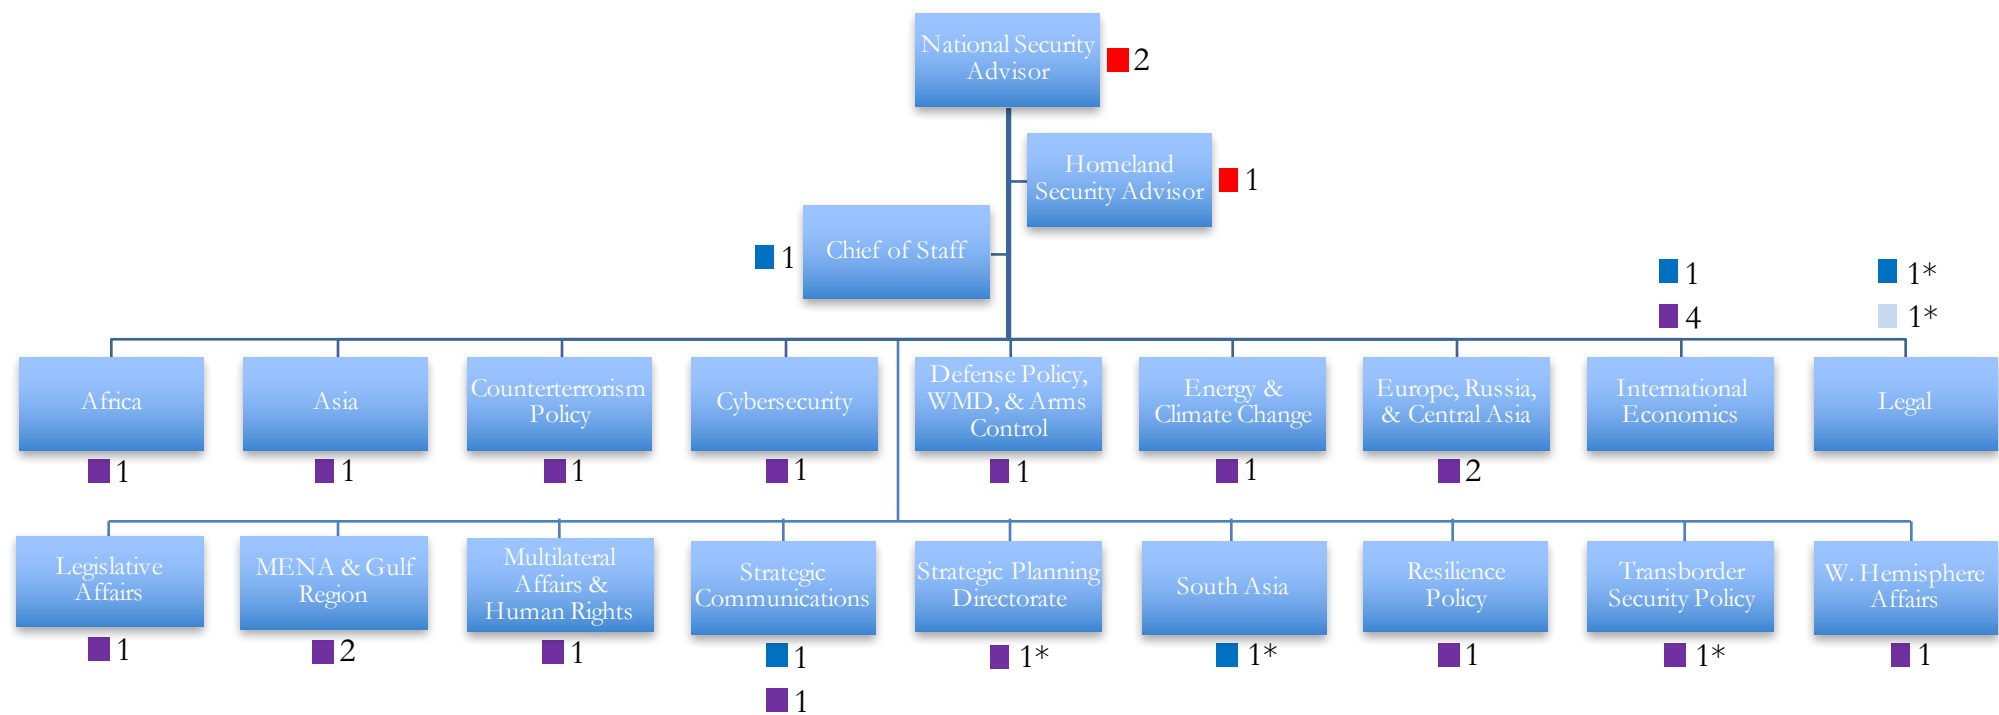 National Security
Advisor
2
Homeland
Security Advisor
1
Chief of Staff
1
1
1*
4
1*
Africa
Asia
Counterterrorism
Policy
Cybersecurity
Defense Policy,
WMD, & Arms
Control
Energy &
Climate Change
Europe, Russia,
& Central Asia
International
Economics
Legal
1
1
1
1
1
1
2
Legislative
Affairs
MENA & Gulf
Region
Multilateral
Affairs &
Human Rights
Strategic
Communications
Strategic Planning
Directorate
South Asia
Resilience
Policy
Transborder
Security Policy
W. Hemisphere
Affairs
1
2
1
1
1*
1*
1
1*
1
1